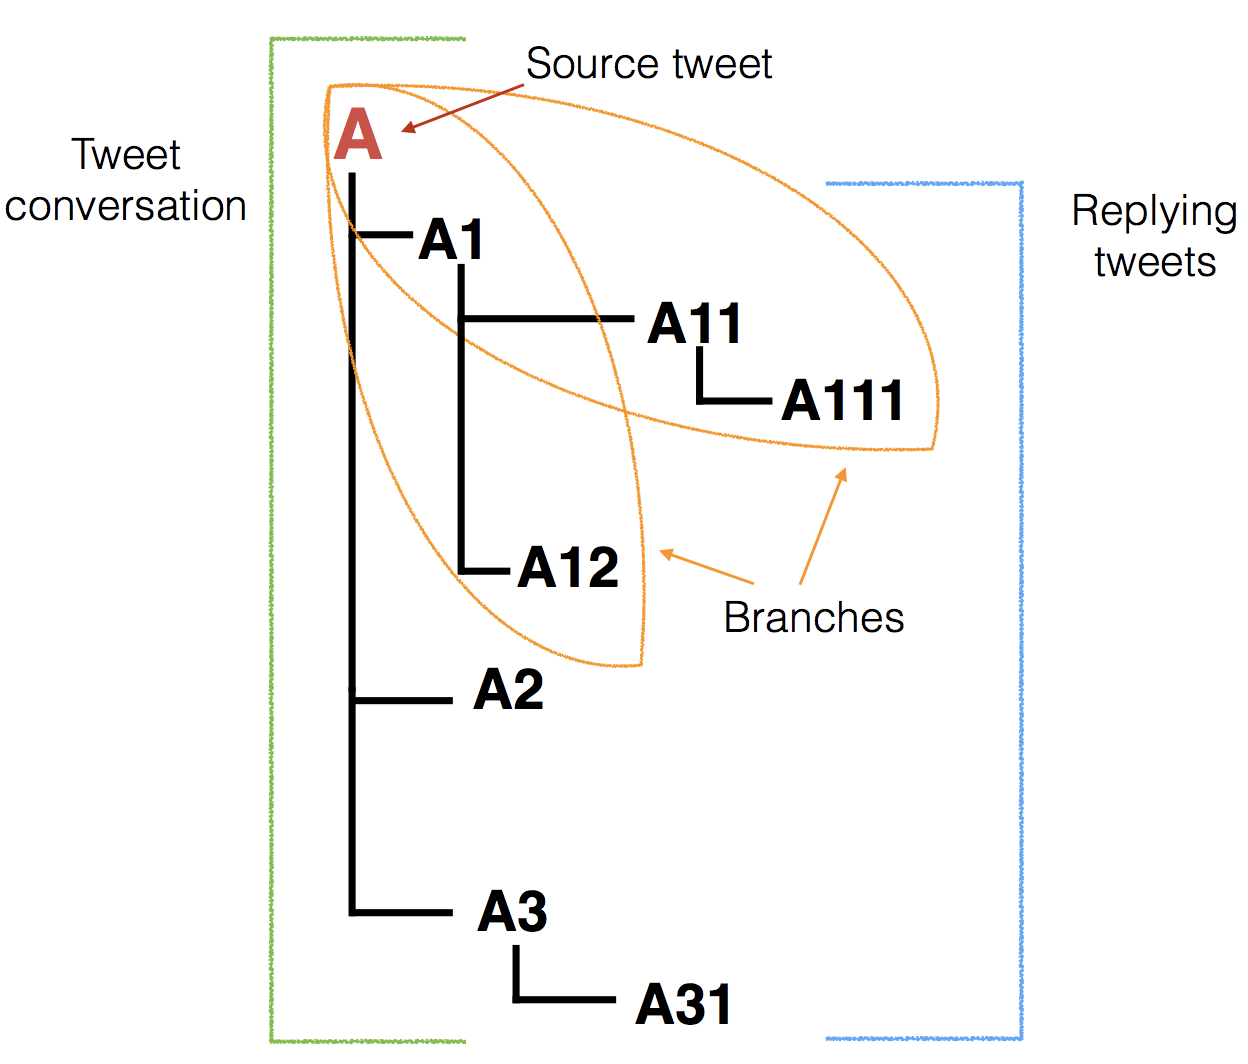 Source tweet
A
Tweet
conversation
Replying
tweets
A1
A11
A111
A12
Branches
A2
A3
A31